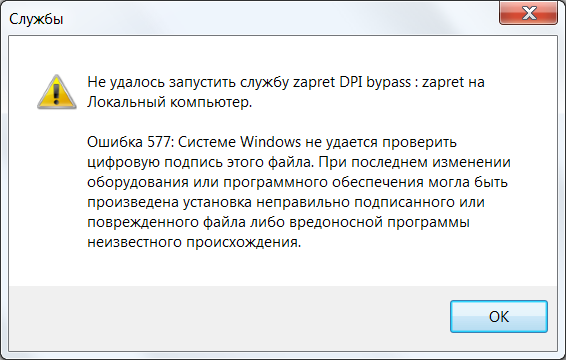 Службы
Не удалось запустить службу zapret DPI bypass : zapret на
Локальный компьютер.
Ошибка 577: Системе Windows не удается проверить
цифровую подпись этого файла. При последнем изменении
оборудования или программного обеспечения могла быть
произведена установка неправильно подписанного или
поврежденного файла либо вредоносной программы
неизвестного происхождения.
ОК